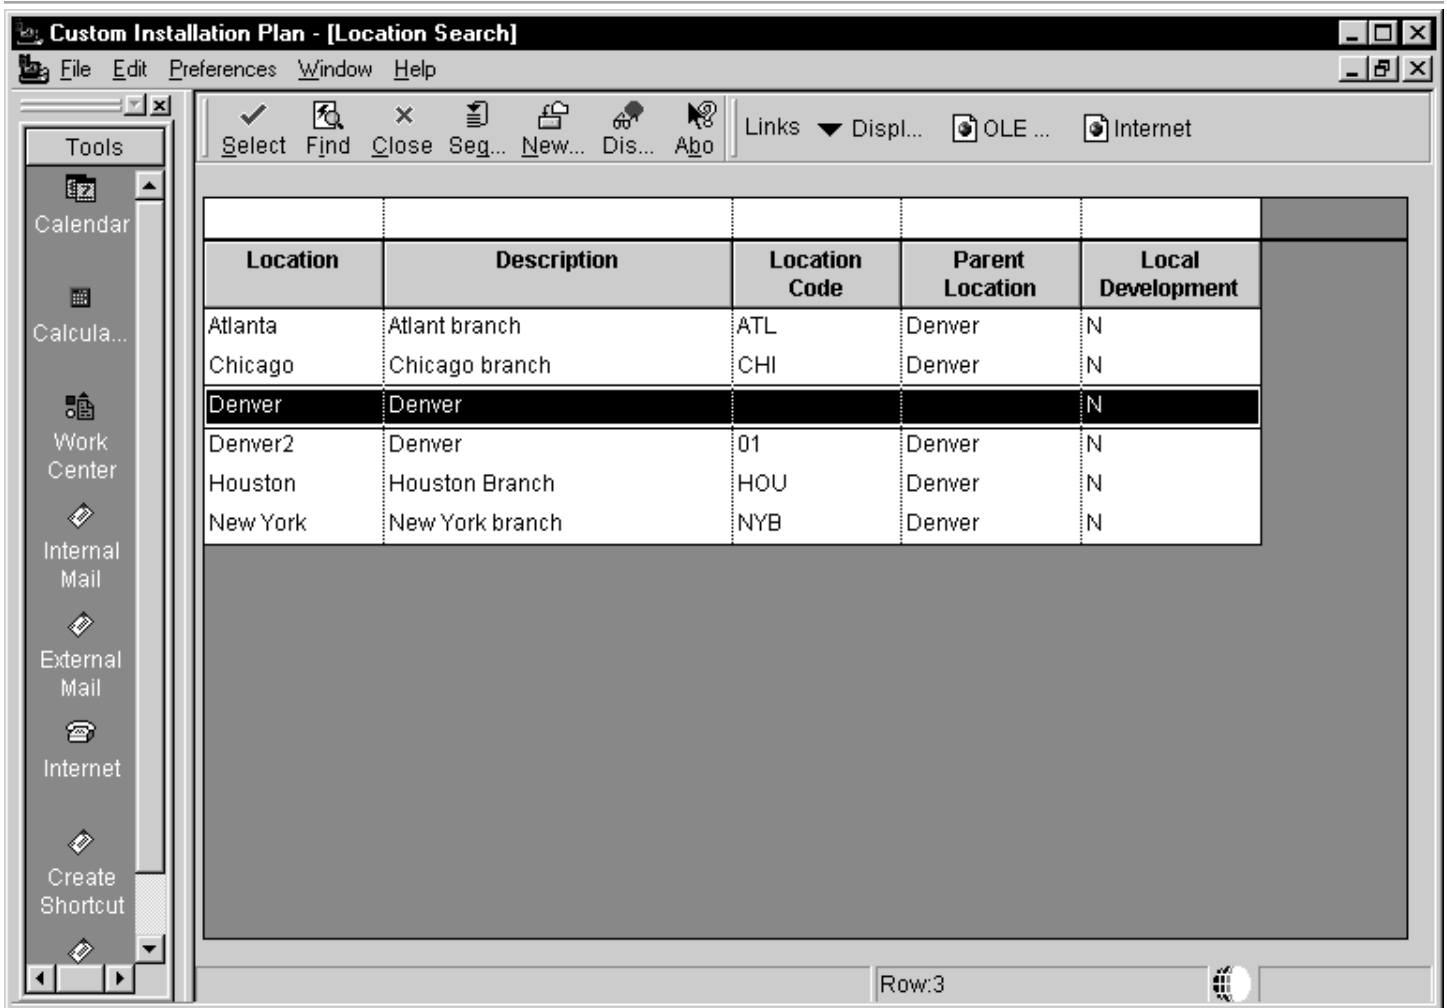 Custom Installation Plan - [Location Search]
File Edit Preferences Window Help
Tools
Calendar
Calcula...
Work
Center
Internal
Mail
External
Mail
Internet
Create
Shortcut
Select Find Close Seq... New... Dis... Abo
Links Displ... OLE ... Internet
Location Description Location Code Parent Location Local Development
Atlanta Atlant branch ATL Denver N
Chicago Chicago branch CHI Denver N
Denver Denver N
Denver2 Denver 01 Denver N
Houston Houston Branch HOU Denver N
New York New York branch NYB Denver N
Row:3